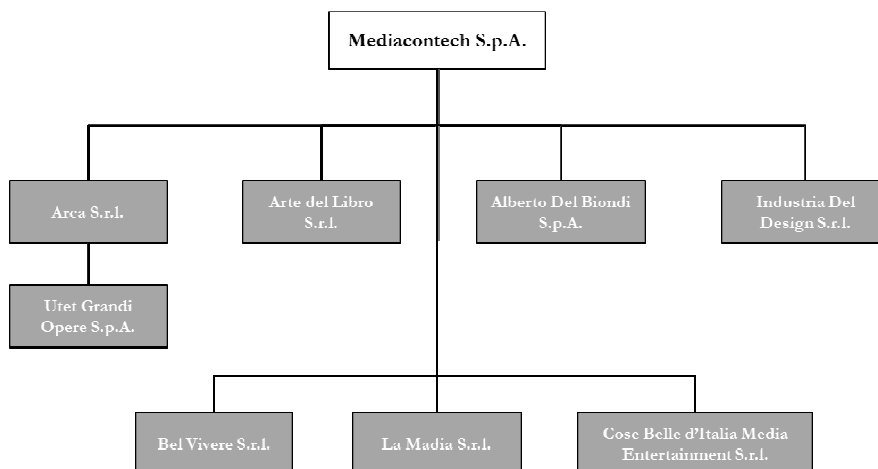 Mediacontech S.p.A.
Arca S.r.l.
Arte del Libro
S.r.l.
Alberto Del Biondi
S.p.A.
Industria Del
Design S.r.l.
Utet Grandi
Opere S.p.A.
Bel Vivere S.r.l.
La Madia S.r.l.
Cose Belle d'Italia Media
Entertainment S.r.l.